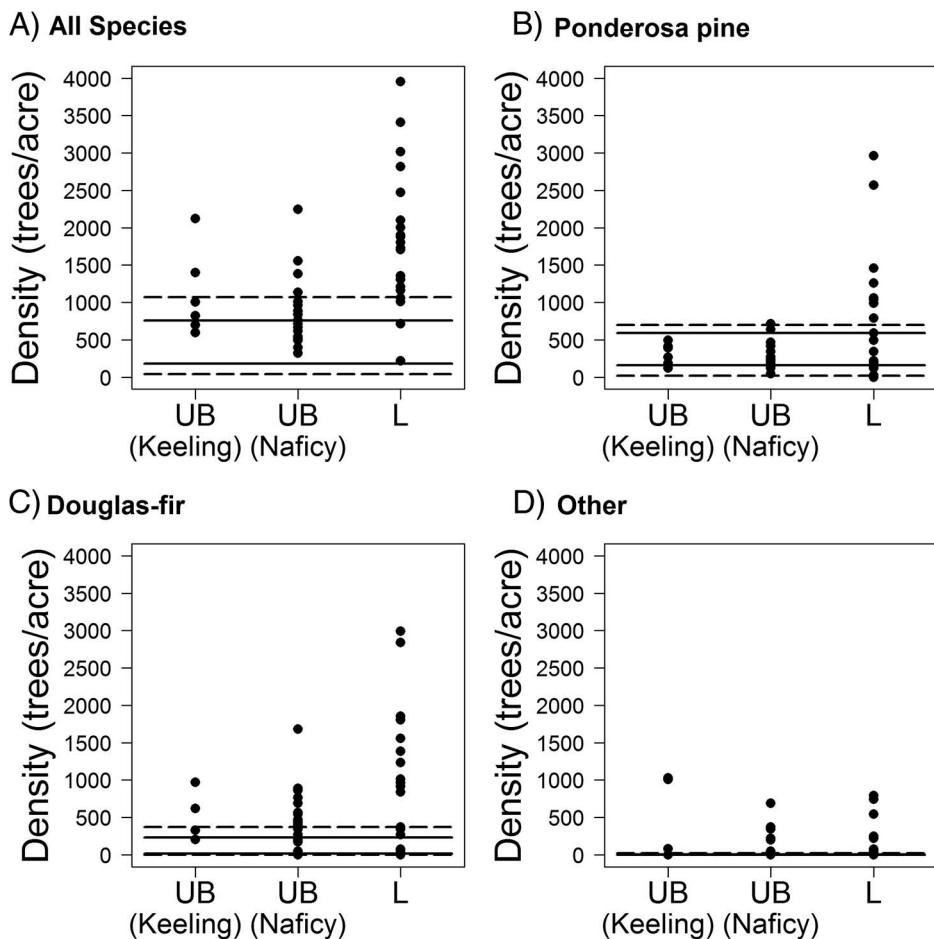 A) All Species
Density (trees/acre)
4000
3500
3000
2500
2000
1500
1000
500
0
UB UB L
(Keeling) (Naficy)
B) Ponderosa pine
Density (trees/acre)
4000
3500
3000
2500
2000
1500
1000
500
0
UB UB L
(Keeling) (Naficy)
C) Douglas-fir
Density (trees/acre)
4000
3500
3000
2500
2000
1500
1000
500
0
UB UB L
(Keeling) (Naficy)
D) Other
Density (trees/acre)
4000
3500
3000
2500
2000
1500
1000
500
0
UB UB L
(Keeling) (Naficy)